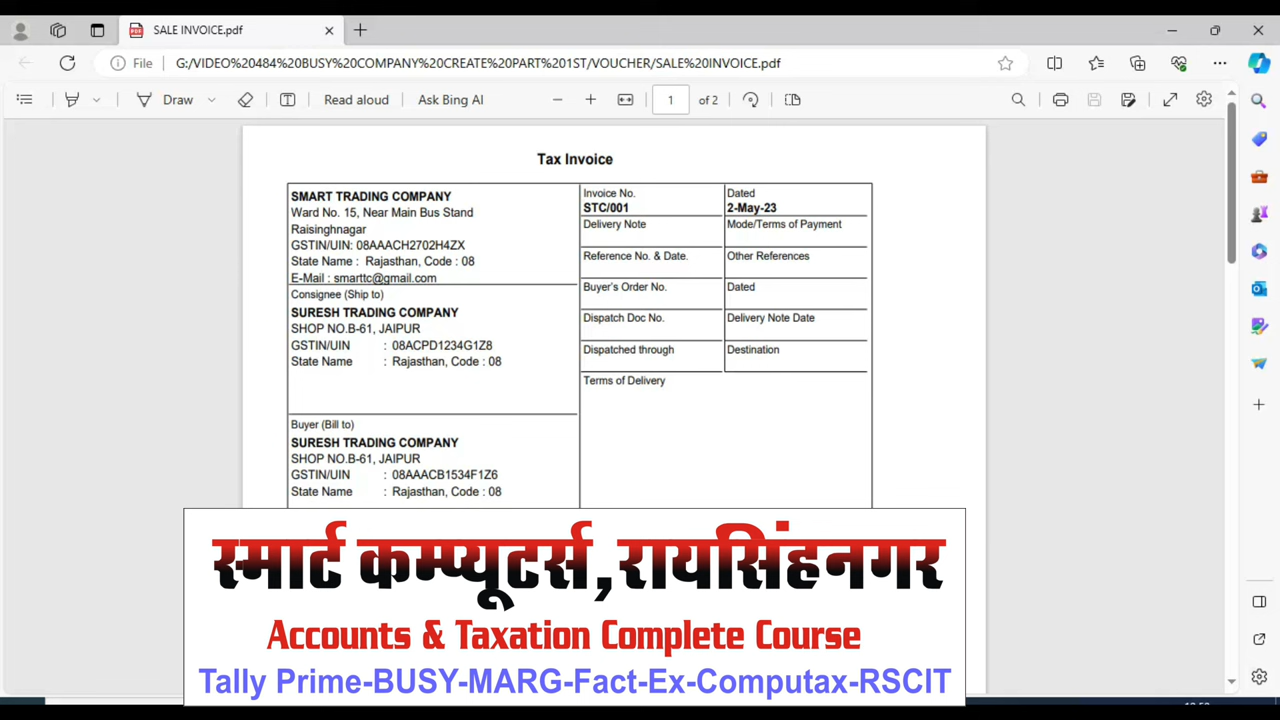 SALE INVOICE.pdf
File
G:/VIDEO%20484%20BUSY%20COMPANY%20CREATE%20PART%201ST/VOUCHER/SALE%20INVOICE.pdf
Draw
Read aloud
Ask Bing AI
1
of 2
Tax Invoice
SMART TRADING COMPANY
Ward No. 15, Near Main Bus Stand
Raisinghnagar
GSTIN/UIN: 08AAACH2702H4ZX
State Name : Rajasthan, Code : 08
E-Mail : smarttc@gmail.com
Consignee (Ship to)
SURESH TRADING COMPANY
SHOP NO.B-61, JAIPUR
GSTIN/UIN : 08ACPD1234G1Z8
State Name : Rajasthan, Code : 08
Buyer (Bill to)
SURESH TRADING COMPANY
SHOP NO.B-61, JAIPUR
GSTIN/UIN : 08AAACB1534F1Z6
State Name : Rajasthan, Code : 08
Invoice No.
STC/001
Dated
2-May-23
Delivery Note
Mode/Terms of Payment
Reference No. & Date.
Other References
Buyer's Order No.
Dated
Dispatch Doc No.
Delivery Note Date
Dispatched through
Destination
Terms of Delivery
स्मार्ट कम्प्यूटर्स,रायसिंहनगर
Accounts & Taxation Complete Course
Tally Prime-BUSY-MARG-Fact-Ex-Computax-RSCIT